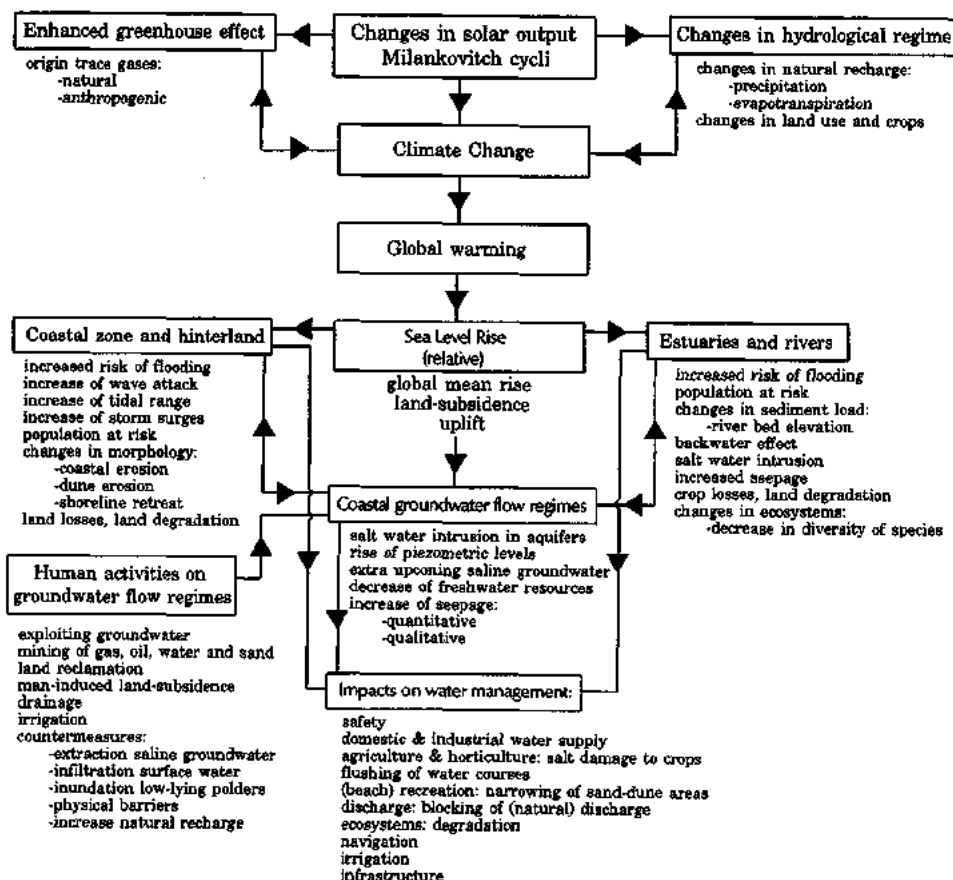 Enhanced greenhouse effect
origin trace gases:
-natural
-anthropogenic
Changes in solar output
Milankovitch cycli
Changes in hydrological regime
changes in natural recharge:
-precipitation
-evapotranspiration
changes in land use and crops
Climate Change
Global warming
Coastal zone and hinterland
increased risk of flooding
increase of wave attack
increase of tidal range
increase of storm surges
population at risk
changes in morphology:
-coastal erosion
-dune erosion
-shoreline retreat
land losses, land degradation
Sea Level Rise
(relative)
global mean rise
land-subsidence
uplift
Estuaries and rivers
increased risk of flooding
population at risk
changes in sediment load:
-river bed elevation
backwater effect
salt water intrusion
increased seepage
crop losses, land degradation
changes in ecosystems:
-decrease in diversity of species
Coastal groundwater flow regimes
salt water intrusion in aquifers
rise of piezometric levels
extra upconing saline groundwater
decrease of freshwater resources
increase of seepage:
-quantitative
-qualitative
Human activities on
groundwater flow regimes
exploiting groundwater
mining of gas, oil, water and sand
land reclamation
man-induced land-subsidence
drainage
irrigation
countermeasures:
-extraction saline groundwater
-infiltration surface water
-inundation low-lying polders
-physical barriers
-increase natural recharge
Impacts on water management:
safety
domestic & industrial water supply
agriculture & horticulture: salt damage to crops
flushing of water courses
(beach) recreation: narrowing of sand-dune areas
discharge: blocking of (natural) discharge
ecosystems: degradation
navigation
irrigation
infrastructure